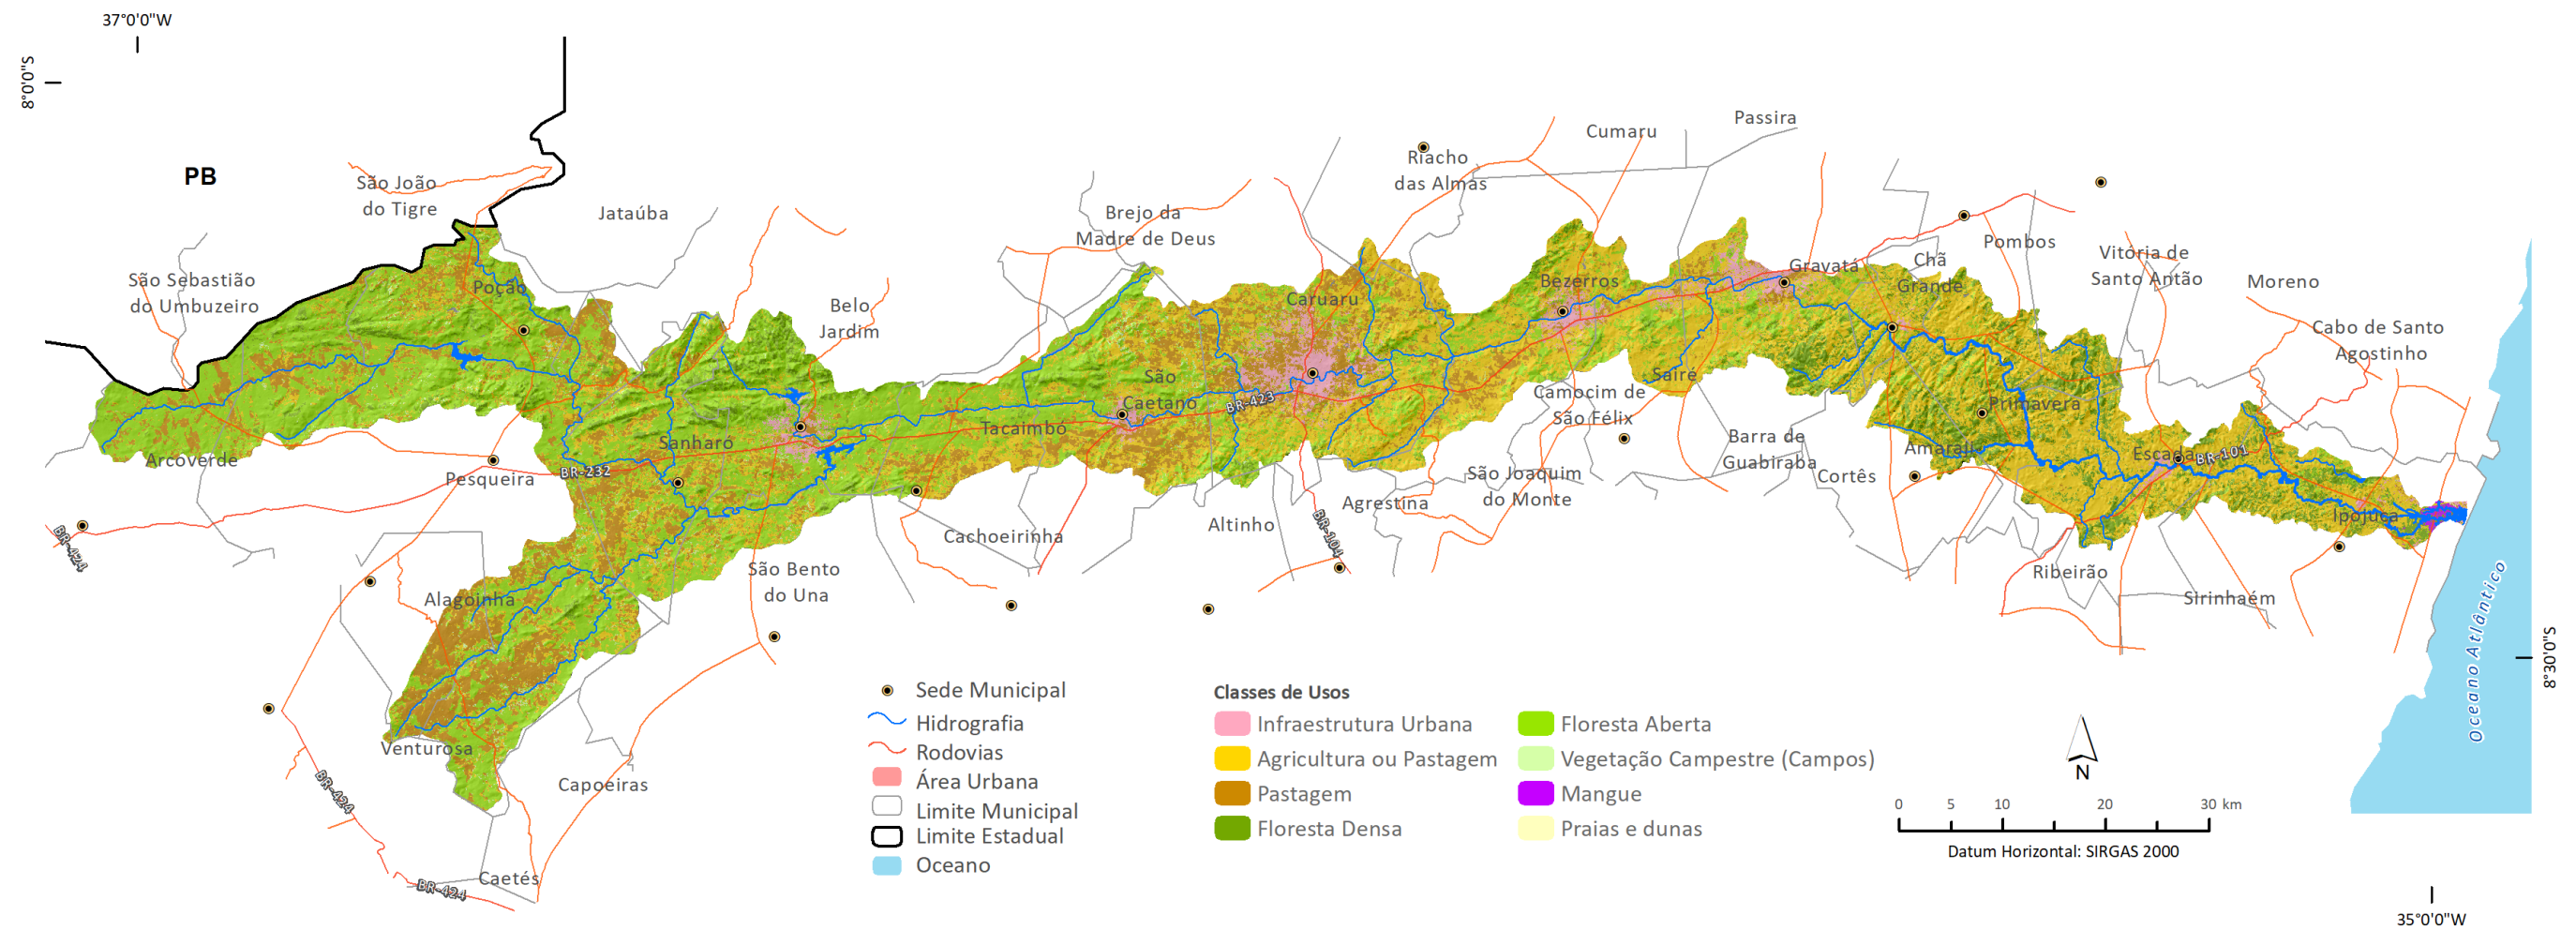 37°0'0"W
8°0'0"S
PB
São João
do Tigre
Jataúba
São Sebastião
do Umbuzeiro
Poção
Belo
Jardim
Brejo da
Madre de Deus
Riacho
das Almas
Cumaru
Passira
Caruaru
Bezerros
Gravatá
Chã
Grande
Pombos
Vitória de
Santo Antão
Moreno
Cabo de Santo
Agostinho
Arcoverde
Pesqueira
BR-232
Sanharó
Tacaimbó
São
Caetano
BR-423
Camocim de
São Félix
Sairé
Barra de
Guabiraba
Cortês
Primavera
Amaraji
Escada
BR-101
Ipojuca
BR-424
Alagoinha
São Bento
do Una
Cachoeirinha
Altinho
BR-104
Agrestina
São Joaquim
do Monte
Ribeirão
Sirinhaém
Oceano Atlântico
8°30'0"S
Venturosa
BR-424
Capoeiras
Caetés
BR-424
Sede Municipal
Hidrografia
Rodovias
Área Urbana
Limite Municipal
Limite Estadual
Oceano
Classes de Usos
Infraestrutura Urbana
Agricultura ou Pastagem
Pastagem
Floresta Densa
Floresta Aberta
Vegetação Campestre (Campos)
Mangue
Praias e dunas
N
0 5 10 20 30 km
Datum Horizontal: SIRGAS 2000
35°0'0"W